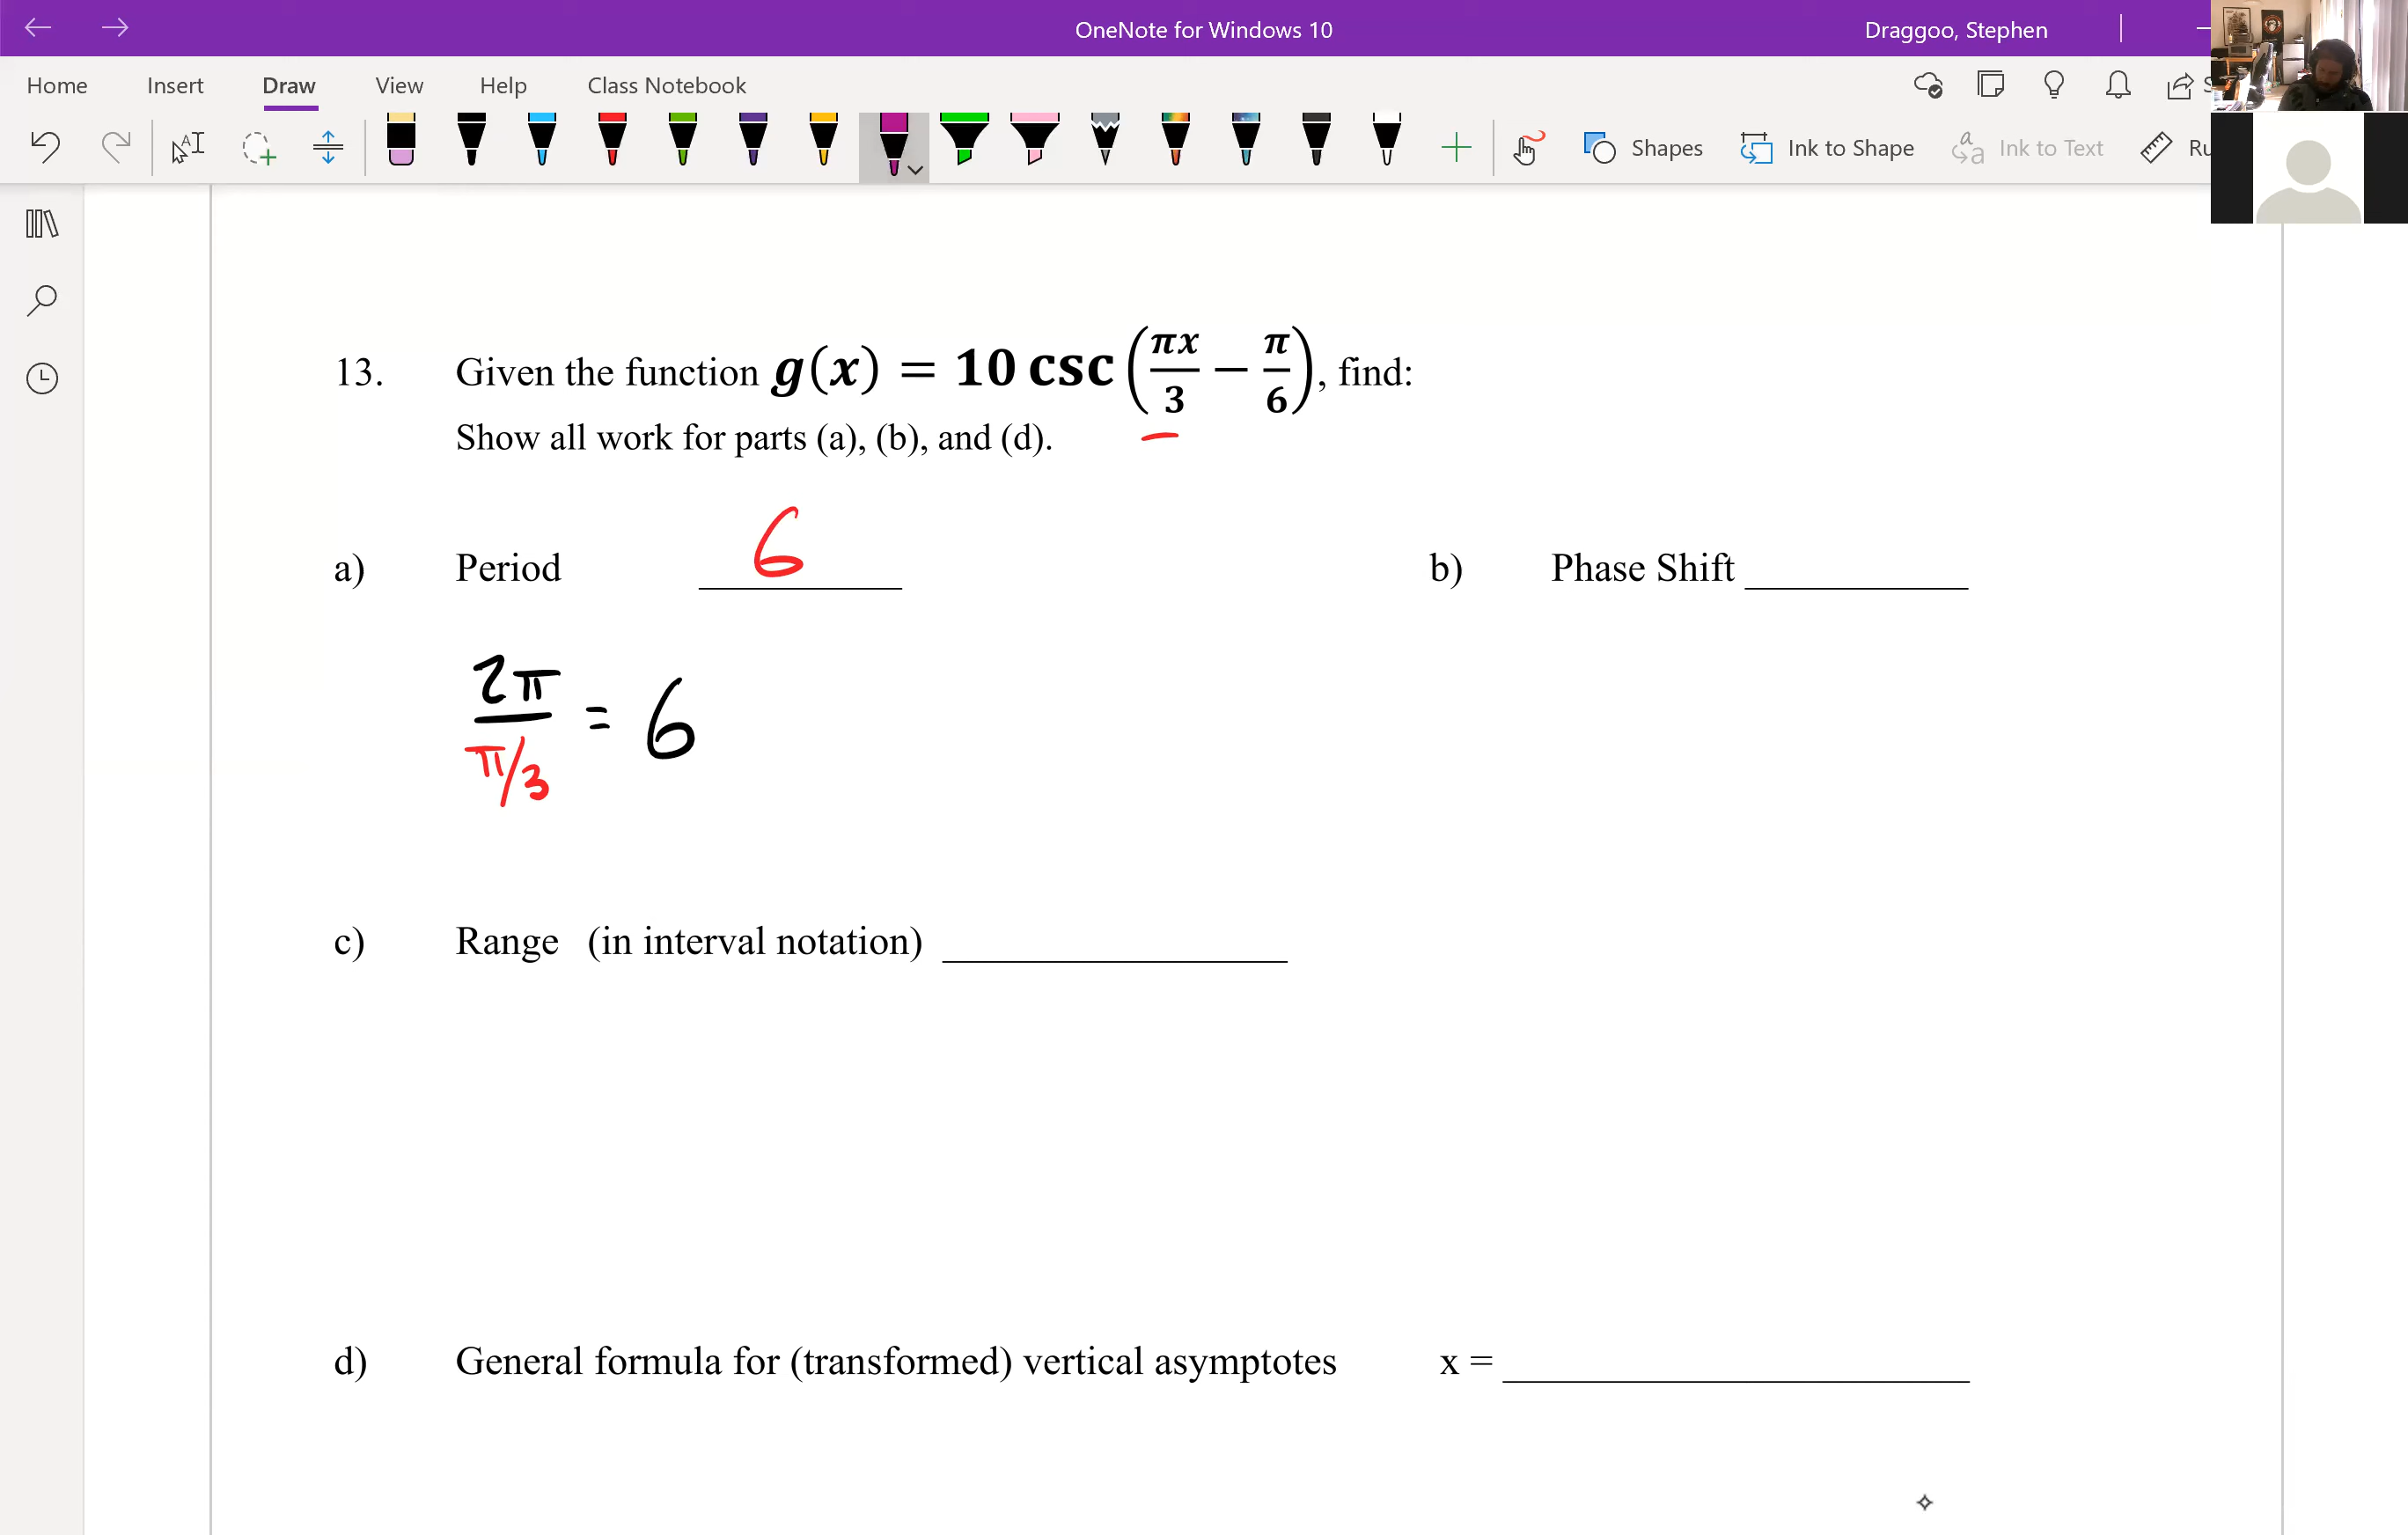 OneNote for Windows 10
Draggoo, Stephen
Home Insert Draw View Help Class Notebook
Shapes Ink to Shape Ink to Text Ru
13. Given the function g(x) = 10 csc (πx/3 − π/6), find:
Show all work for parts (a), (b), and (d).
a) Period 6
b) Phase Shift
2π/π/3 = 6
c) Range (in interval notation)
d) General formula for (transformed) vertical asymptotes x =